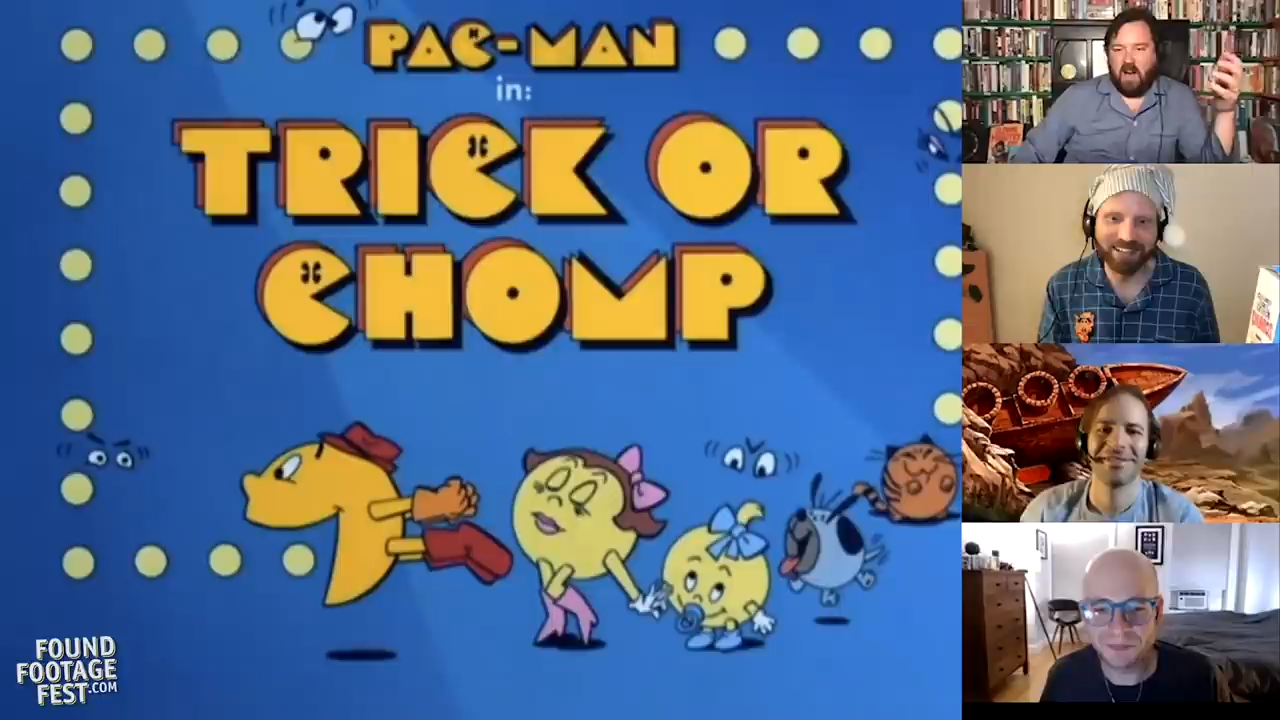 PAC-MAN
in:
TRICK OR
CHOMP
FOUND
FOOTAGE
FEST.COM